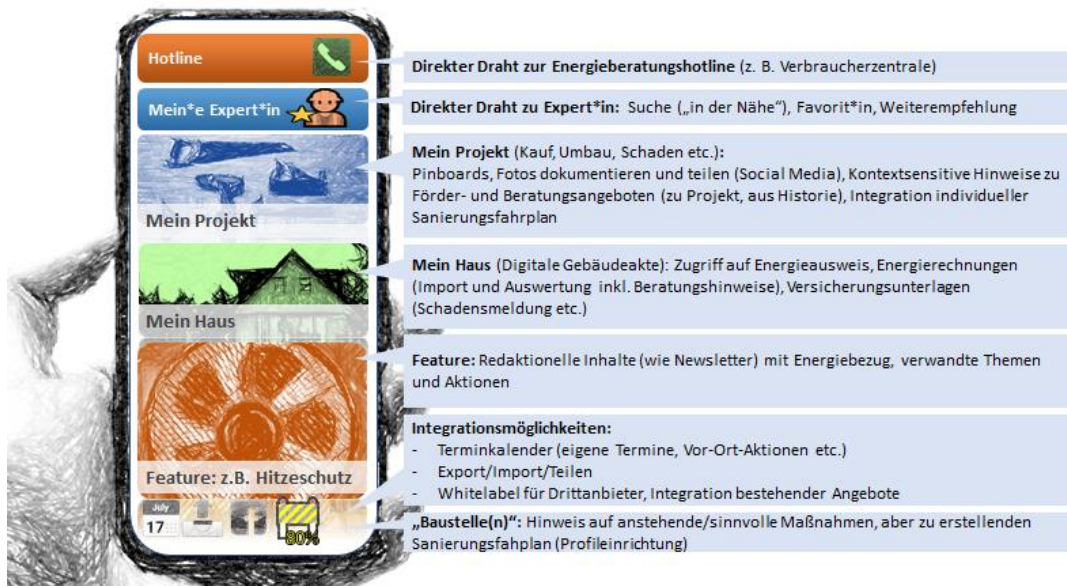 Hotline
Direkter Draht zur Energieberatungshotline (z. B. Verbraucherzentrale)
Mein*e Expert*in
Direkter Draht zu Expert*in: Suche („in der Nähe“), Favorit*in, Weiterempfehlung
Mein Projekt (Kauf, Umbau, Schaden etc.):
Pinboards, Fotos dokumentieren und teilen (Social Media), Kontextsensitive Hinweise zu
Förder- und Beratungsangeboten (zu Projekt, aus Historie), Integration individueller
Sanierungsfahrplan
Mein Projekt
Mein Haus (Digitale Gebäudeakte): Zugriff auf Energieausweis, Energierechnungen
(Import und Auswertung inkl. Beratungshinweise), Versicherungsunterlagen
(Schadensmeldung etc.)
Mein Haus
Feature: Redaktionelle Inhalte (wie Newsletter) mit Energiebezug, verwandte Themen
und Aktionen
Feature: z.B. Hitzeschutz
Integrationsmöglichkeiten:
- Terminkalender (eigene Termine, Vor-Ort-Aktionen etc.)
- Export/Import/Teilen
- Whitelabel für Drittanbieter, Integration bestehender Angebote
July
17
f
80%
„Baustelle(n)“: Hinweis auf anstehende/sinnvolle Maßnahmen, aber zu erstellenden
Sanierungsfahplan (Profileinrichtung)